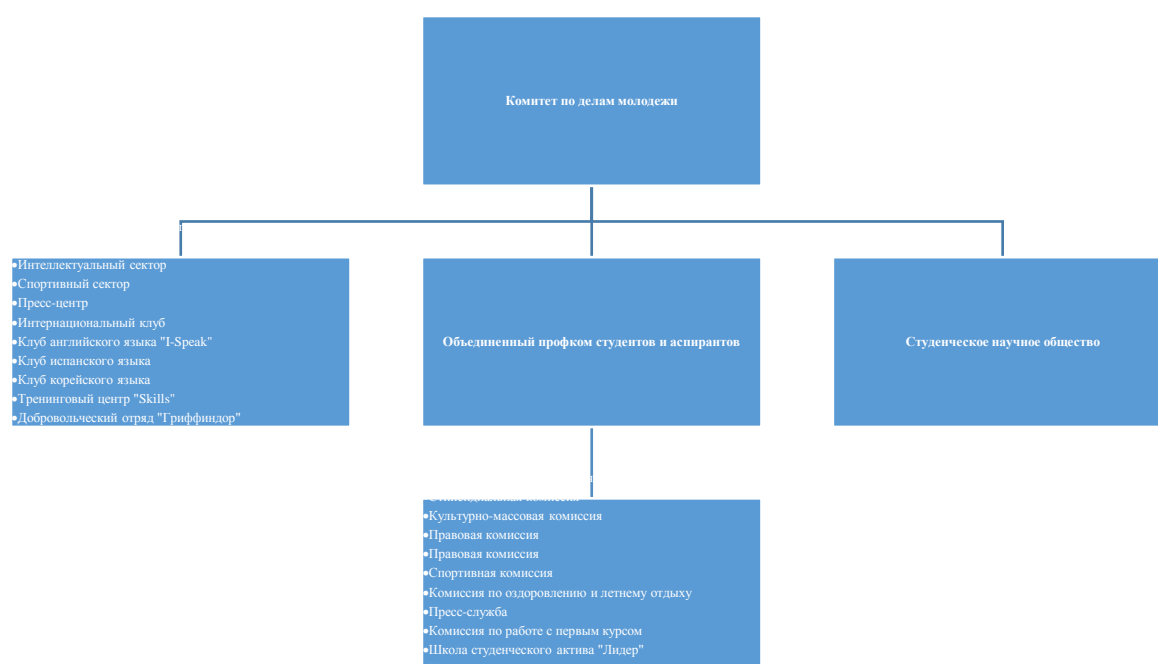 Комитет по делам молодежи
•Интеллектуальный сектор
•Спортивный сектор
•Пресс-центр
•Интернациональный клуб
•Клуб английского языка "I-Speak"
•Клуб испанского языка
•Клуб корейского языка
•Тренинговый центр "Skills"
•Добровольческий отряд "Гриффиндор"
Объединенный профком студентов и аспирантов
Студенческое научное общество
•Культурно-массовая комиссия
•Правовая комиссия
•Правовая комиссия
•Спортивная комиссия
•Комиссия по оздоровлению и летнему отдыху
•Пресс-служба
•Комиссия по работе с первым курсом
•Школа студенческого актива "Лидер"